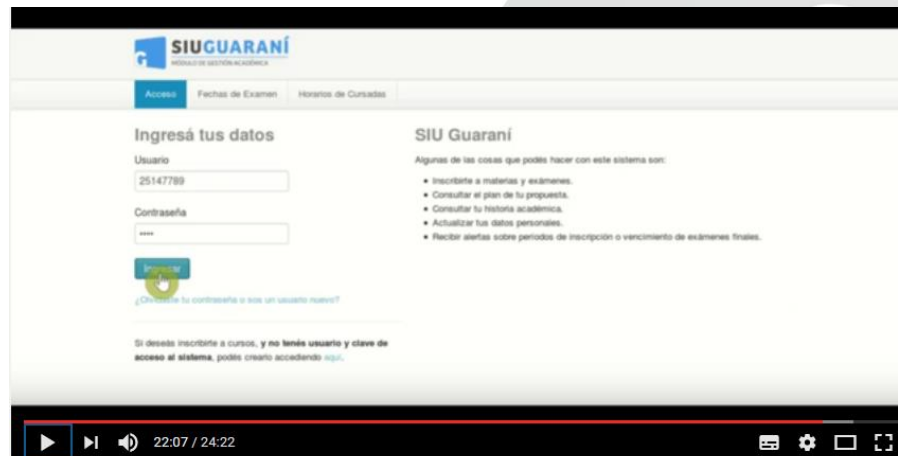 SIUGUARANÍ
MÓDULO DE GESTIÓN ACADÉMICA
Acceso Fechas de Examen Horarios de Cursadas
Ingresá tus datos
Usuario
25147789
Contraseña
••••
Ingresar
¿Olvidaste tu contraseña o sos un usuario nuevo?
Si deseás inscribirte a cursos, y no tenés usuario y clave de
acceso al sistema, podés crearlo accediendo aquí.
SIU Guaraní
Algunas de las cosas que podés hacer con este sistema son:
• Inscribirte a materias y exámenes.
• Consultar el plan de tu propuesta.
• Consultar tu historia académica.
• Actualizar tus datos personales.
• Recibir alertas sobre periodos de inscripción o vencimiento de exámenes finales.
22:07 / 24:22